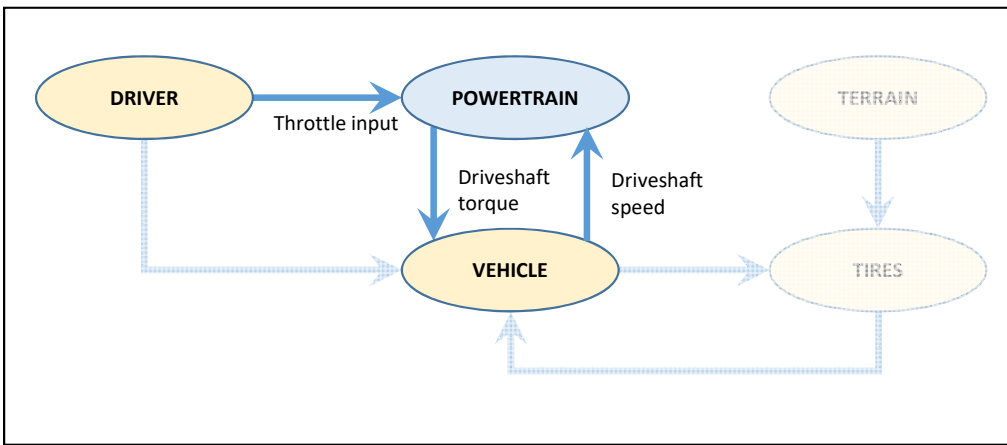 DRIVER
POWERTRAIN
TERRAIN
Throttle input
Driveshaft
torque
Driveshaft
speed
VEHICLE
TIRES